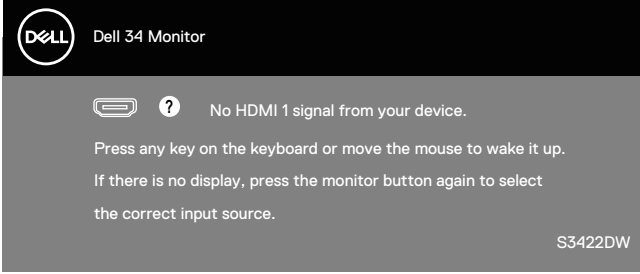 DELL
Dell 34 Monitor
? No HDMI 1 signal from your device.
Press any key on the keyboard or move the mouse to wake it up.
If there is no display, press the monitor button again to select
the correct input source.
S3422DW